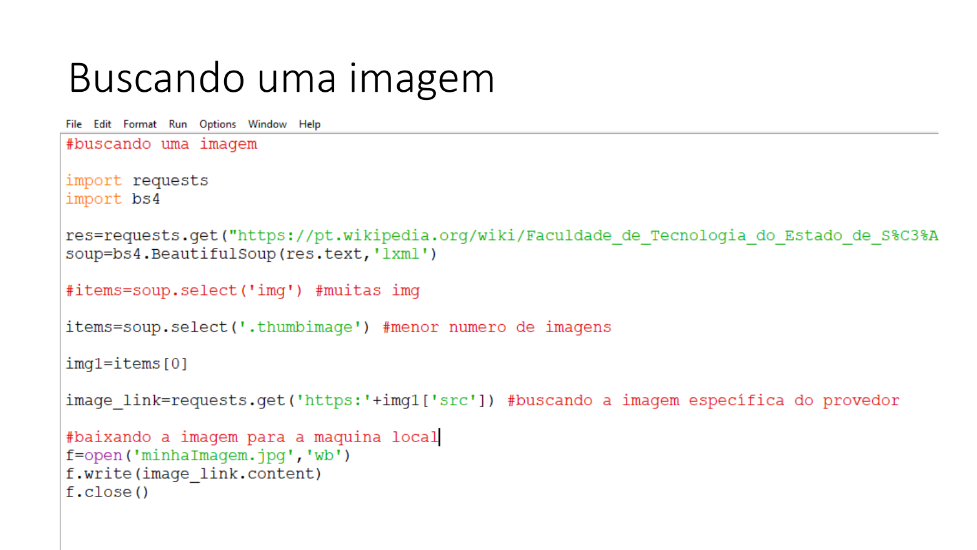 Buscando uma imagem
File Edit Format Run Options Window Help
#buscando uma imagem
import requests
import bs4
res=requests.get("https://pt.wikipedia.org/wiki/Faculdade_de_Tecnologia_do_Estado_de_S%C3%A
soup=bs4.BeautifulSoup(res.text,'lxml')
#items=soup.select('img') #muitas img
items=soup.select('.thumbimage') #menor numero de imagens
img1=items[0]
image_link=requests.get('https:'+img1['src']) #buscando a imagem específica do provedor
#baixando a imagem para a maquina local
f=open('minhaImagem.jpg','wb')
f.write(image_link.content)
f.close()